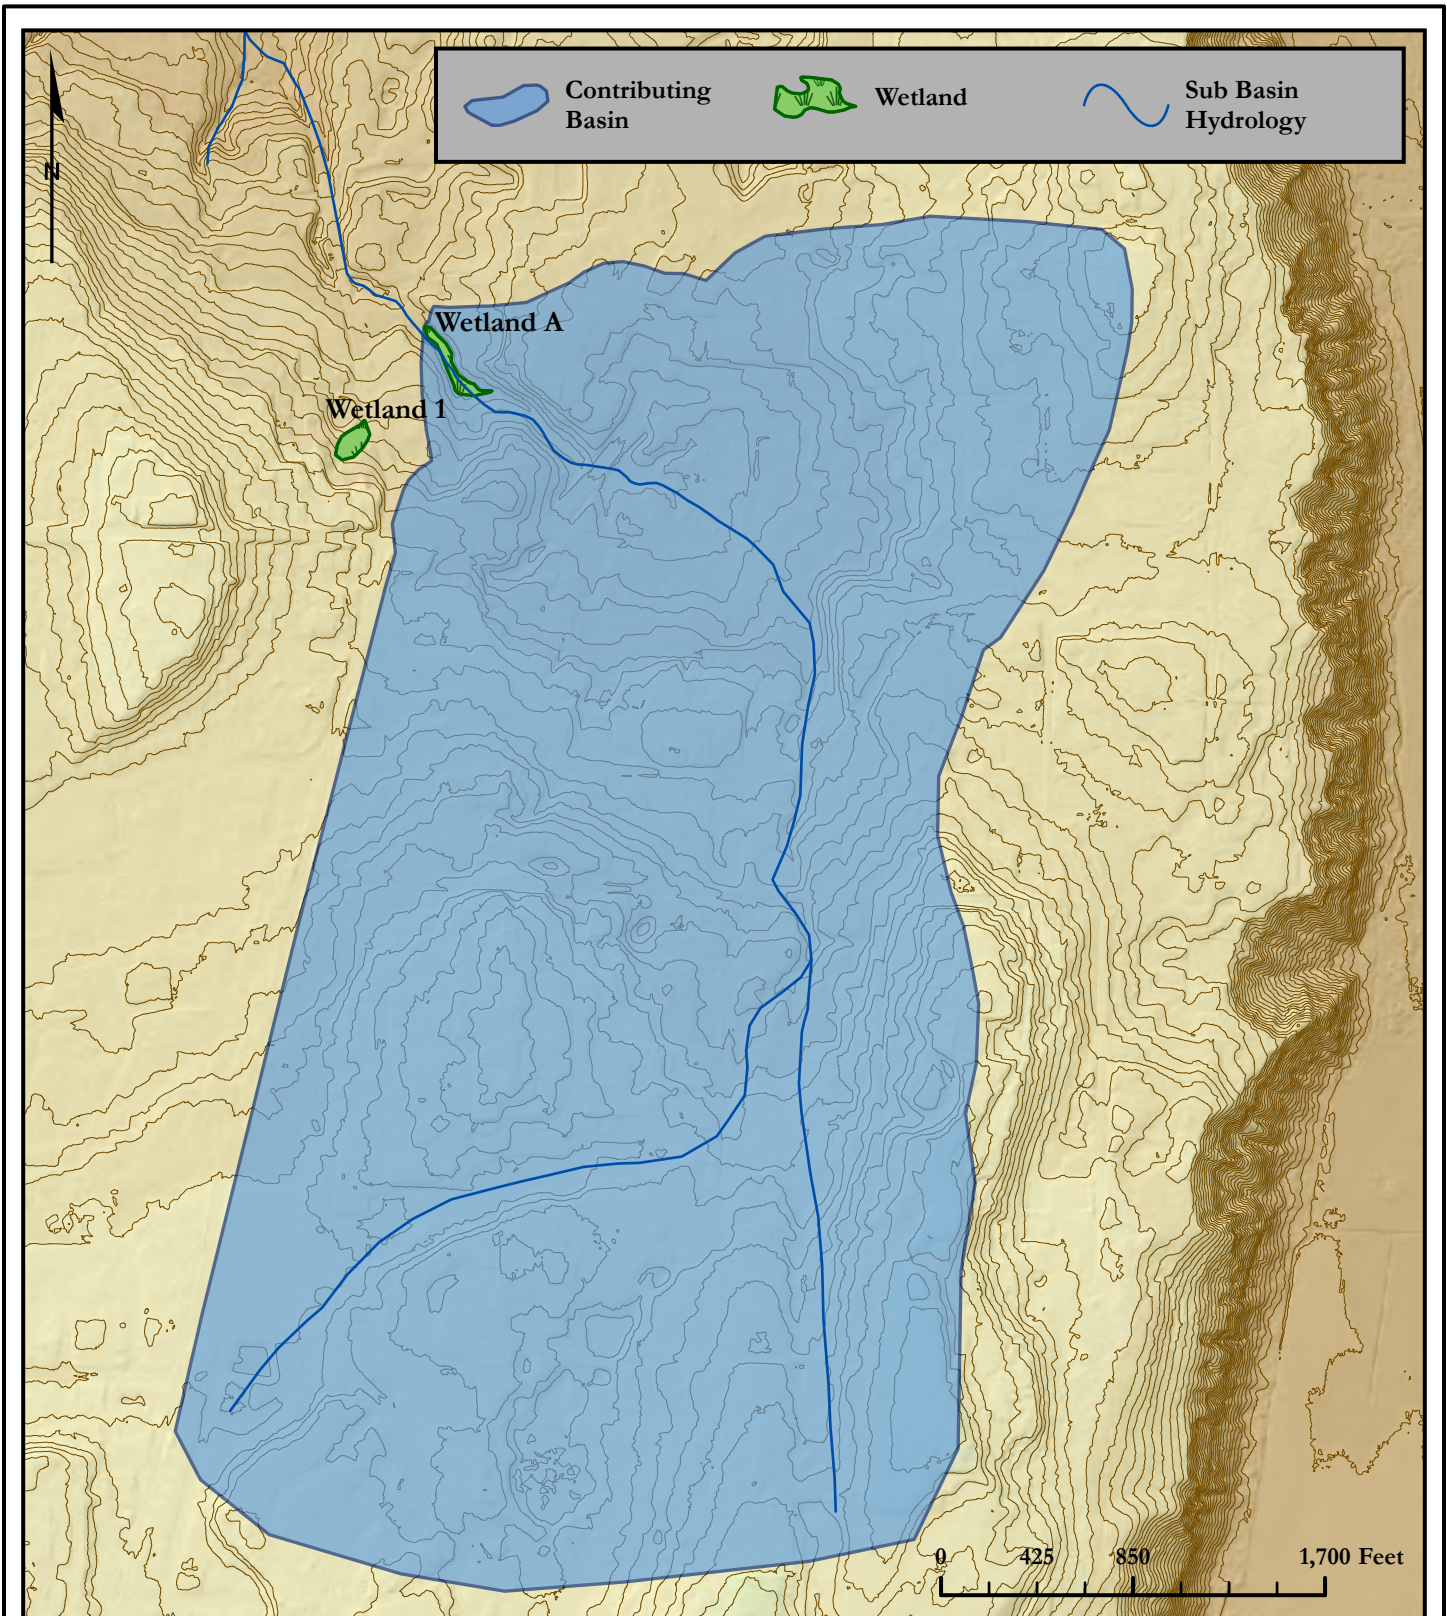 Contributing
Basin
Wetland
Sub Basin
Hydrology
N
Wetland A
Wetland 1
0 425 850 1,700 Feet